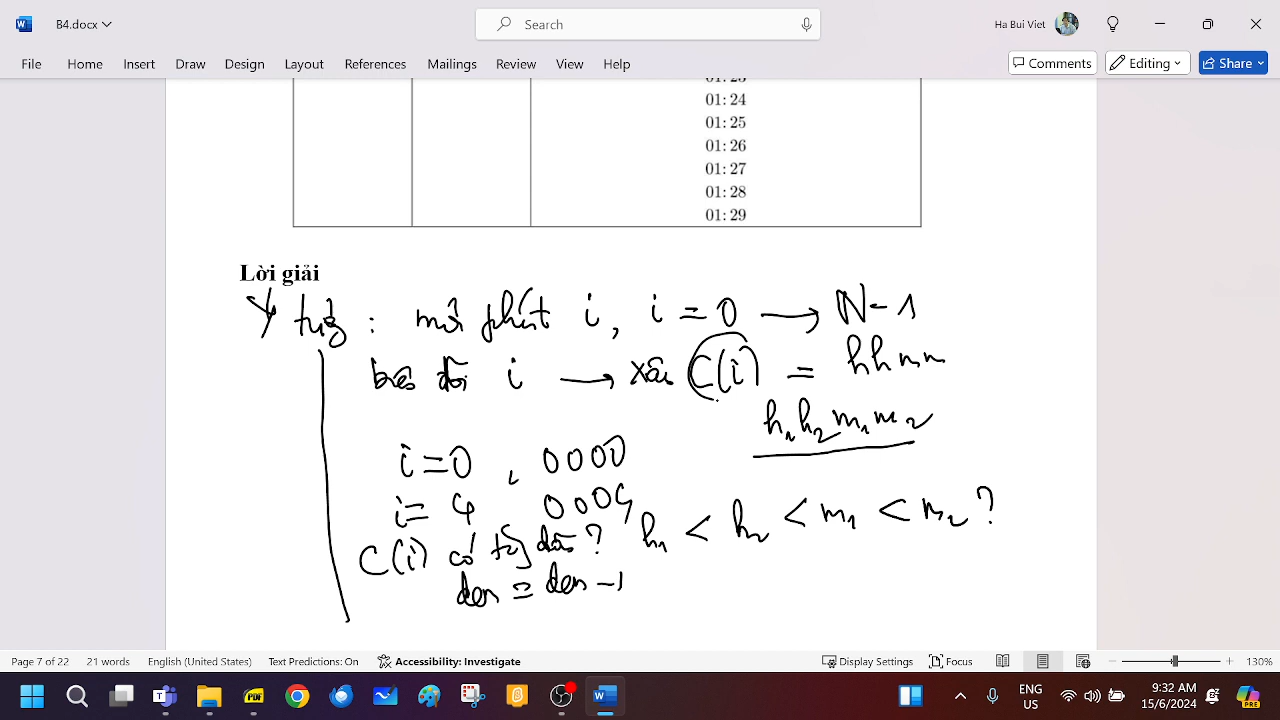 B4.docx
Search
Ha Bui Viet
File Home Insert Draw Design Layout References Mailings Review View Help
Comments Editing Share
01: 23
01: 24
01: 25
01: 26
01: 27
01: 28
01: 29
Lời giải
Ý tưởng : mỗi phút i, i = 0 → N-1
biến đổi i → xâu C(i) = hhmm
h₁h₂m₁m₂
i=0 , 0000
i= 4 0004
C(i) có tăng dần? h₁ < h₂ < m₁ < m₂ ?
dem = dem -1
Page 7 of 22 21 words English (United States) Text Predictions: On Accessibility: Investigate Display Settings Focus 130%
ENG US 9:32 AM 15/6/2024 PRE